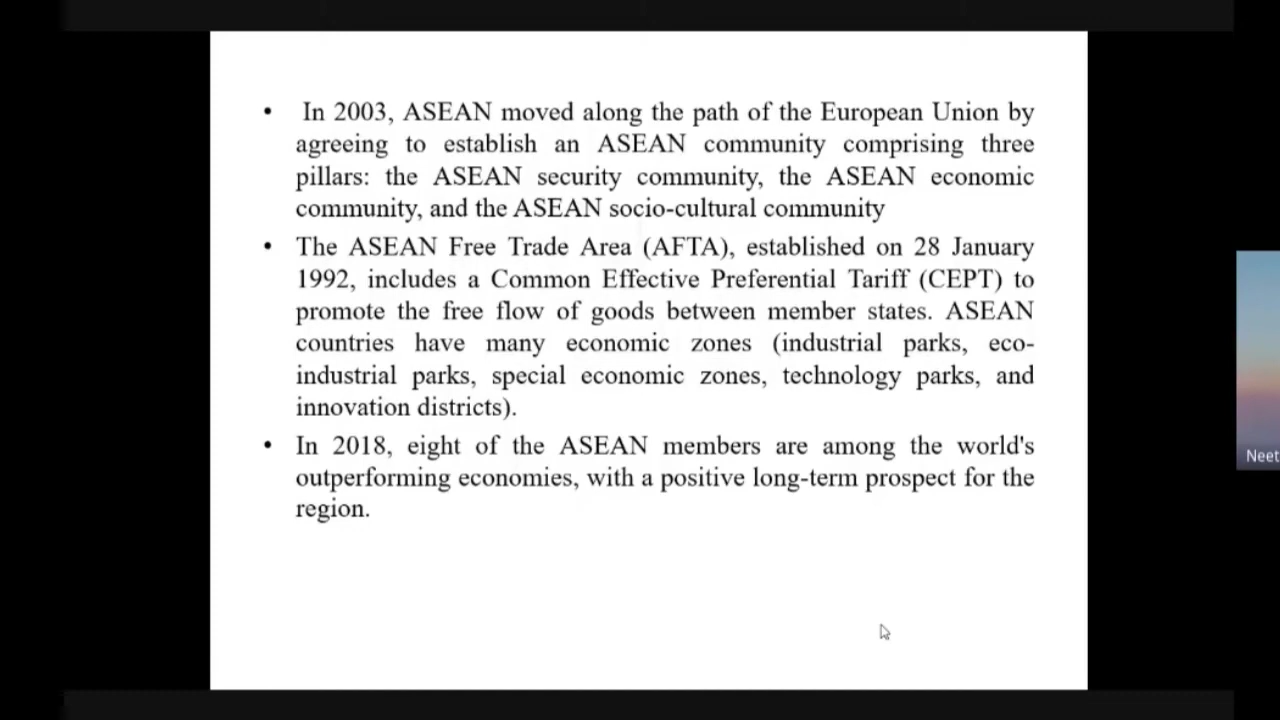 • In 2003, ASEAN moved along the path of the European Union by
agreeing to establish an ASEAN community comprising three
pillars: the ASEAN security community, the ASEAN economic
community, and the ASEAN socio-cultural community
• The ASEAN Free Trade Area (AFTA), established on 28 January
1992, includes a Common Effective Preferential Tariff (CEPT) to
promote the free flow of goods between member states. ASEAN
countries have many economic zones (industrial parks, eco-
industrial parks, special economic zones, technology parks, and
innovation districts).
• In 2018, eight of the ASEAN members are among the world's
outperforming economies, with a positive long-term prospect for the
region.
Neet